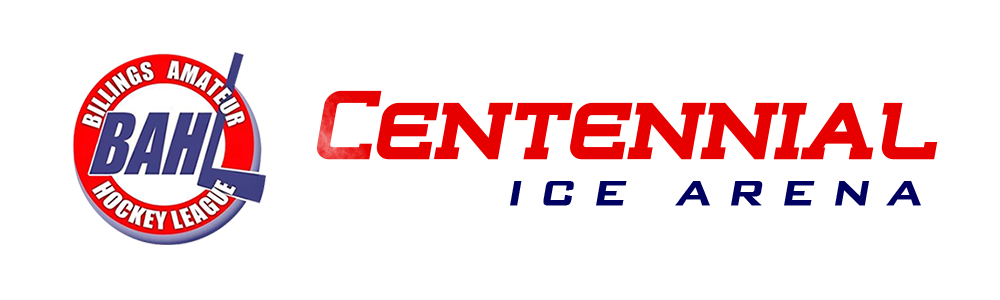 BILLINGS AMATEUR
BAHL
HOCKEY LEAGUE
CENTENNIAL
ICE ARENA